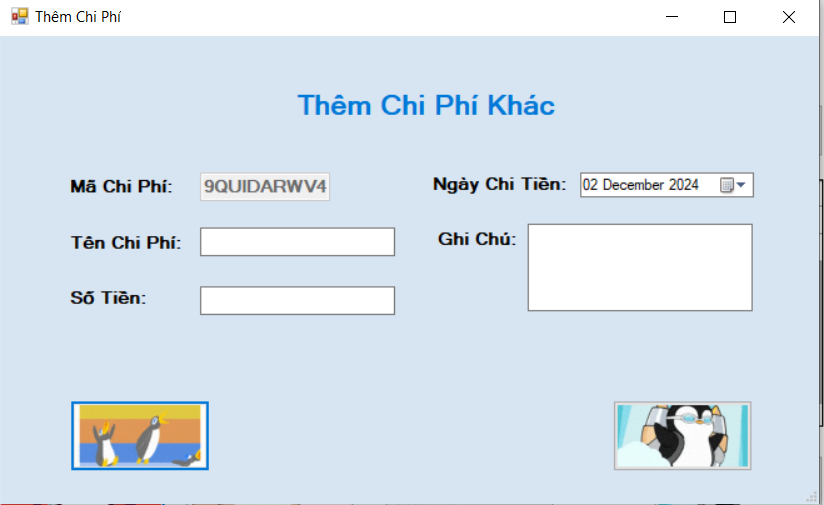 Thêm Chi Phí
Thêm Chi Phí Khác
Mã Chi Phí: 9QUIDARWV4
Ngày Chi Tiền: 02 December 2024
Tên Chi Phí:
Ghi Chú:
Số Tiền: